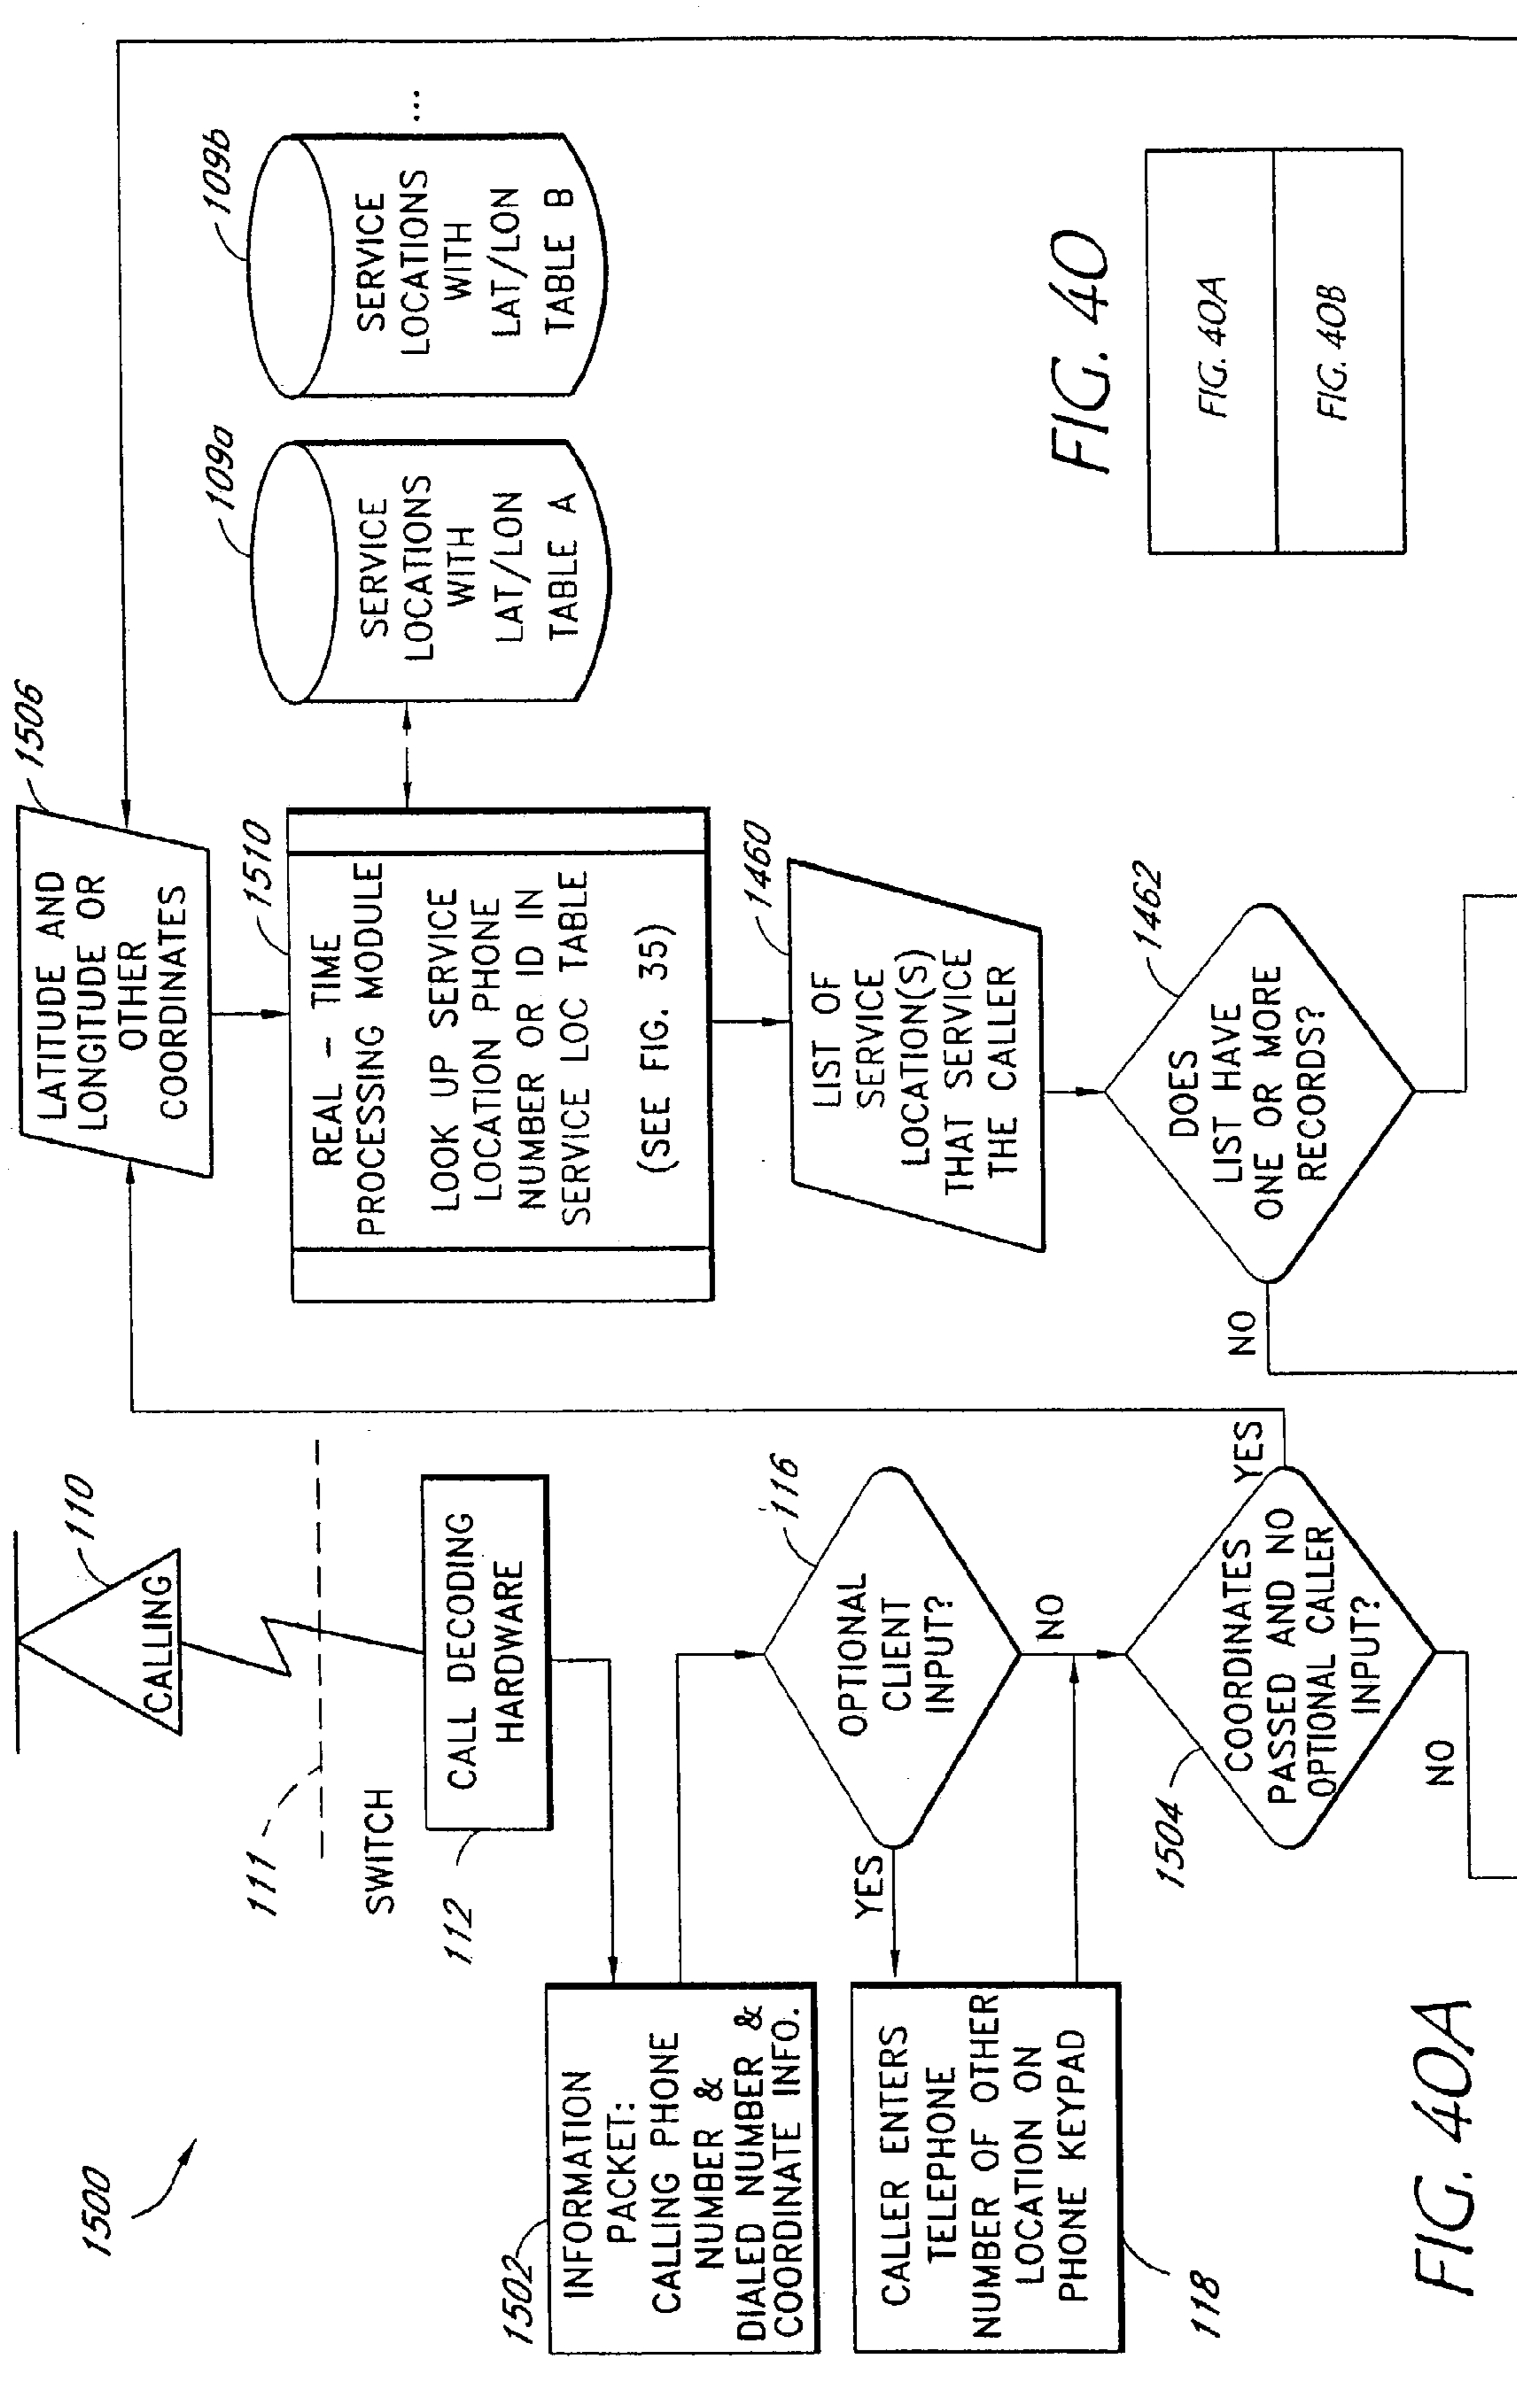 1500
110
CALLING
111
SWITCH
112
CALL DECODING
HARDWARE
1502
INFORMATION
PACKET:
CALLING PHONE
NUMBER &
DIALED NUMBER &
COORDINATE INFO.
116
OPTIONAL
CLIENT
INPUT?
YES
NO
CALLER ENTERS
TELEPHONE
NUMBER OF OTHER
LOCATION ON
PHONE KEYPAD
118
1504
COORDINATES
PASSED AND NO
OPTIONAL CALLER
INPUT?
YES
NO
1506
LATITUDE AND
LONGITUDE OR
OTHER
COORDINATES
1510
REAL - TIME
PROCESSING MODULE
LOOK UP SERVICE
LOCATION PHONE
NUMBER OR ID IN
SERVICE LOC TABLE
(SEE FIG. 35)
109a
SERVICE
LOCATIONS
WITH
LAT/LON
TABLE A
109b
SERVICE
LOCATIONS
WITH
LAT/LON
TABLE B
...
1460
LIST OF
SERVICE
LOCATION(S)
THAT SERVICE
THE CALLER
1462
DOES
LIST HAVE
ONE OR MORE
RECORDS?
NO
FIG. 40
FIG. 40A
FIG. 40B
FIG. 40A